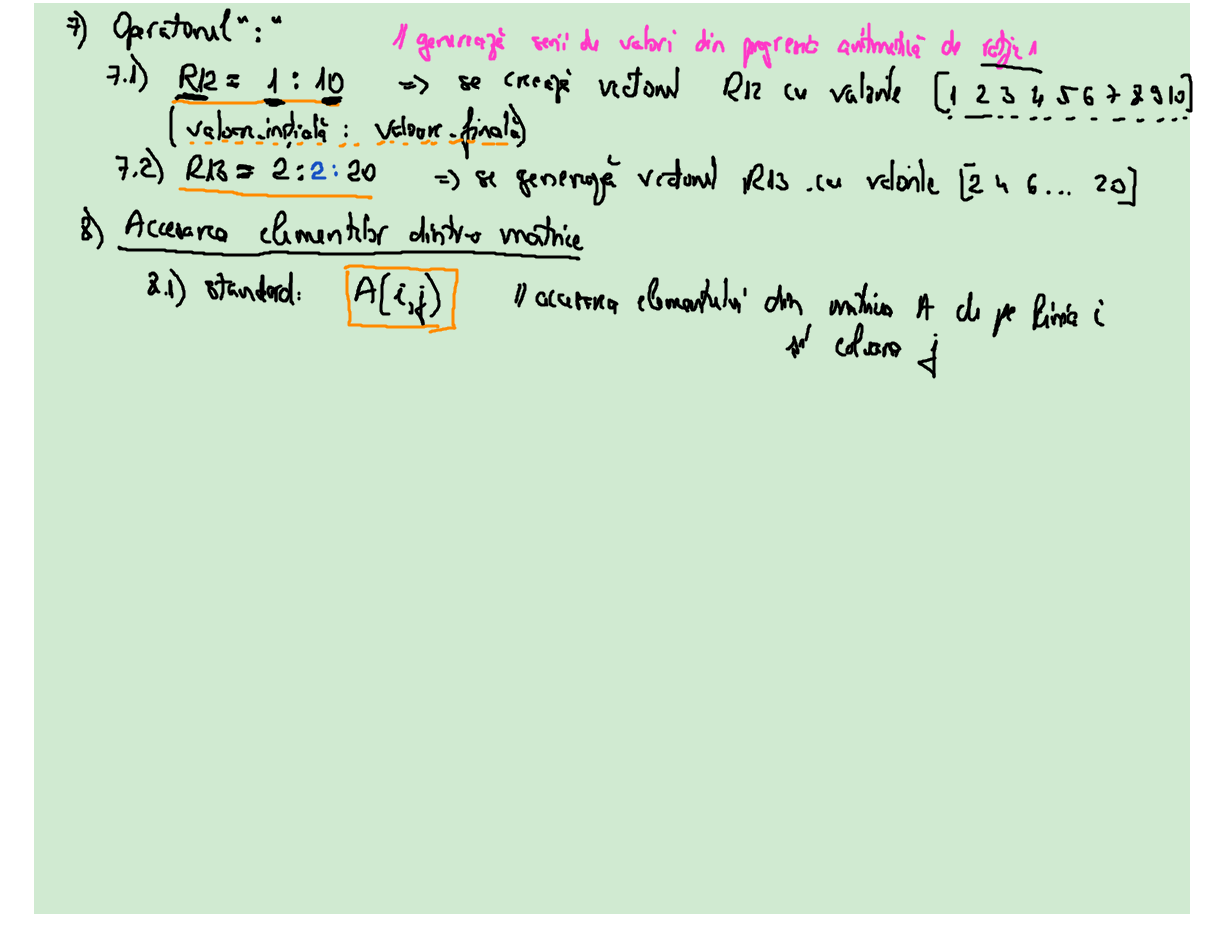 7) Operatorul ":" // generează serii de valori din progresia aritmetică de rație 1
7.1) R12 = 1 : 10 => se creează vectorul R12 cu valorile [1 2 3 4 5 6 7 8 9 10]
(valoare_inițială : valoare_finală)
7.2) R13 = 2:2:20 => se generează vectorul R13 cu valorile [2 4 6 ... 20]
8) Accesarea elementelor dintr-o matrice
8.1) standard: A(i,j) // accesarea elementului din matricea A de pe linia i
și coloana j